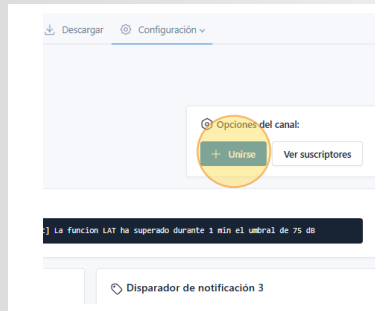 Descargar Configuración
Opciones del canal:
+ Unirse Ver suscriptores
] La funcion LAT ha superado durante 1 min el umbral de 75 dB
Disparador de notificación 3